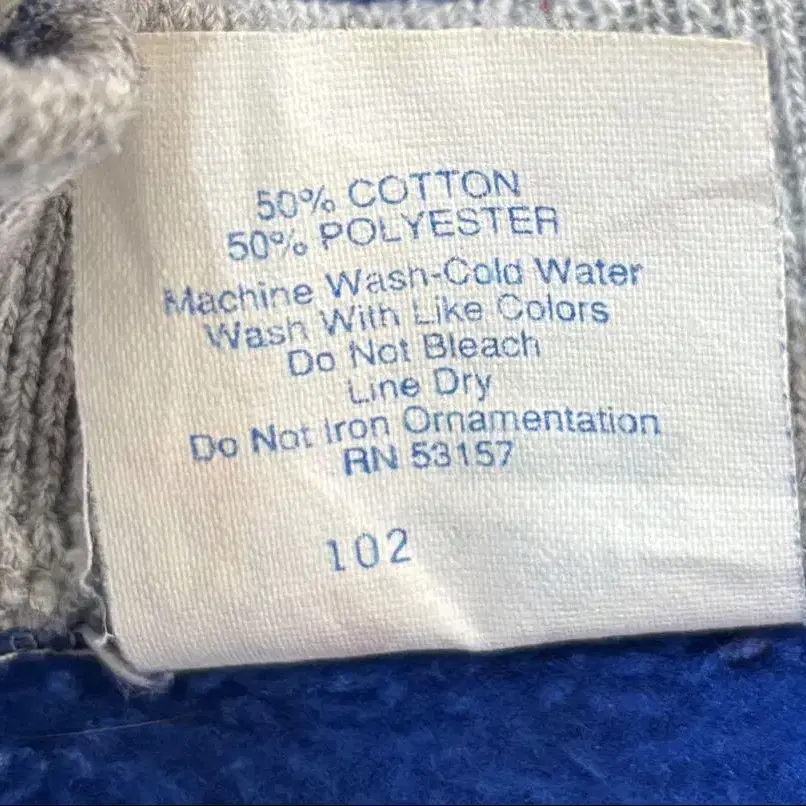 50% COTTON
50% POLYESTER
Machine Wash-Cold Water
Wash With Like Colors
Do Not Bleach
Line Dry
Do Not Iron Ornamentation
RN 53157
102